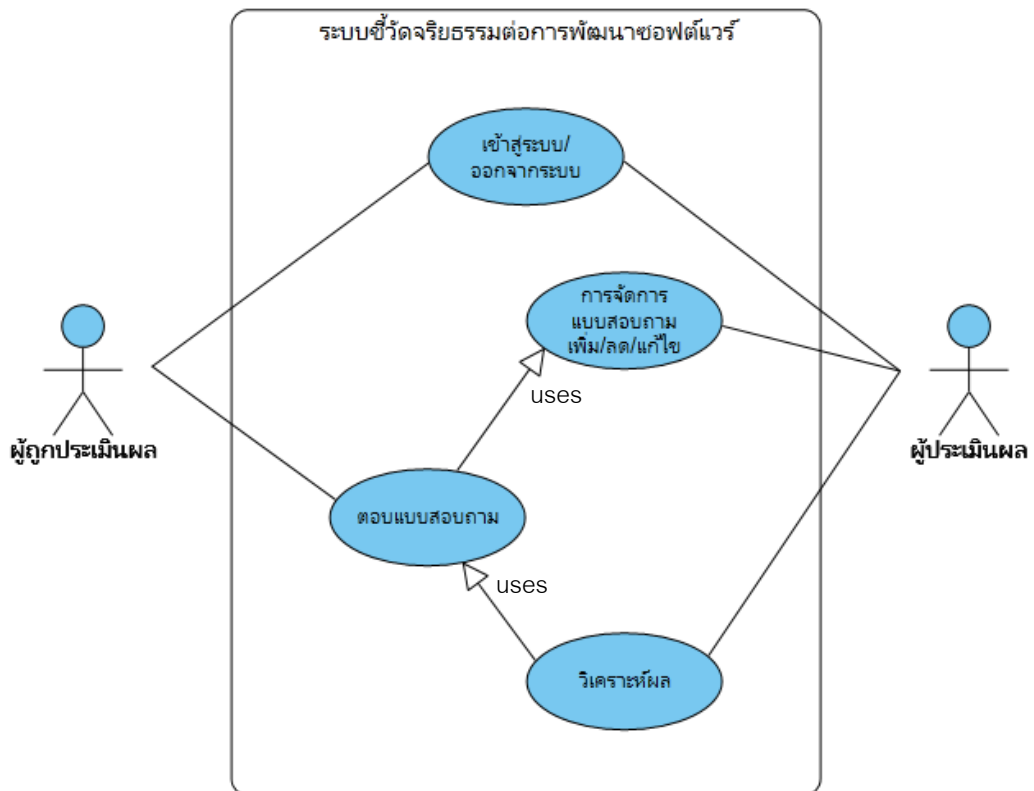 ระบบชี้วัดจริยธรรมต่อการพัฒนาซอฟต์แวร์
เข้าสู่ระบบ/
ออกจากระบบ
การจัดการ
แบบสอบถาม
เพิ่ม/ลด/แก้ไข
uses
ผู้ถูกประเมินผล
ผู้ประเมินผล
ตอบแบบสอบถาม
uses
วิเคราะห์ผล